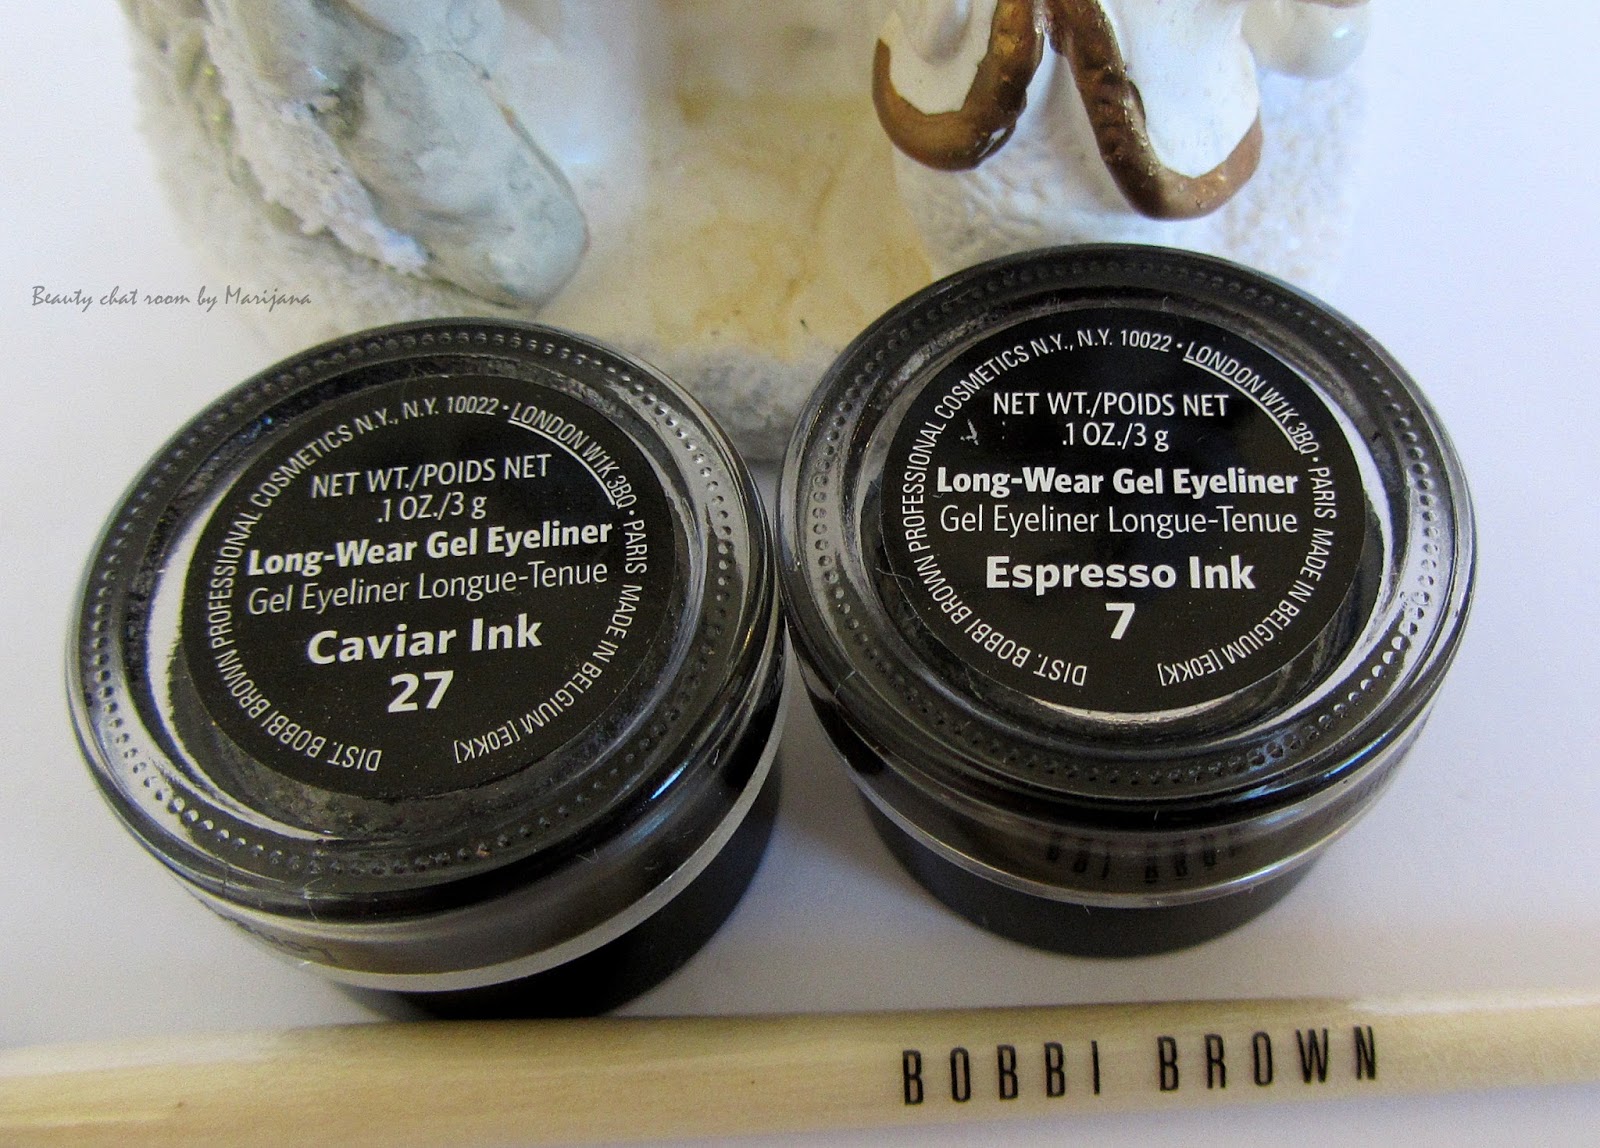 Beauty chat room by Marijana
DIST. BOBBI BROWN PROFESSIONAL COSMETICS N.Y., N.Y. 10022 · LONDON W1K 3BQ · PARIS MADE IN BELGIUM [E0KK]
NET WT./POIDS NET
.1 OZ./3 g
Long-Wear Gel Eyeliner
Gel Eyeliner Longue-Tenue
Caviar Ink
27
DIST. BOBBI BROWN PROFESSIONAL COSMETICS N.Y., N.Y. 10022 · LONDON W1K 3BQ · PARIS MADE IN BELGIUM [E0KK]
NET WT./POIDS NET
.1 OZ./3 g
Long-Wear Gel Eyeliner
Gel Eyeliner Longue-Tenue
Espresso Ink
7
BOBBI BROWN